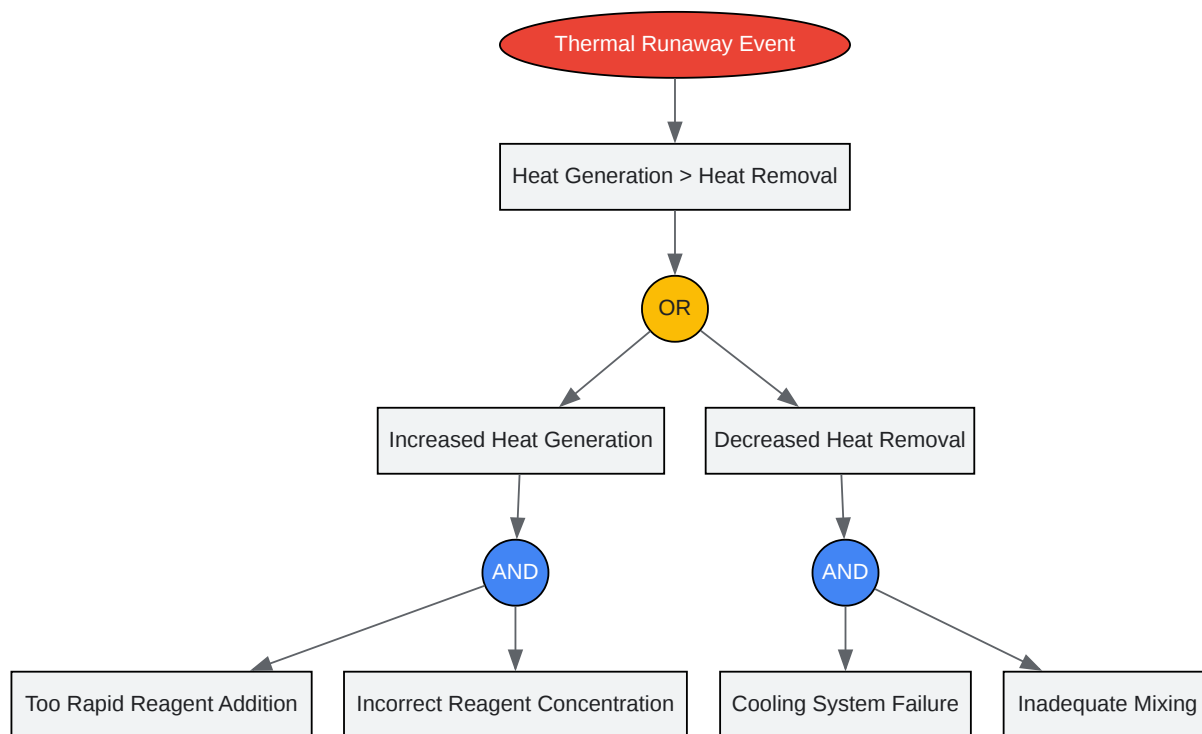 Thermal Runaway Event
Heat Generation > Heat Removal
OR
Increased Heat Generation
Decreased Heat Removal
AND
AND
Too Rapid Reagent Addition
Incorrect Reagent Concentration
Cooling System Failure
Inadequate Mixing